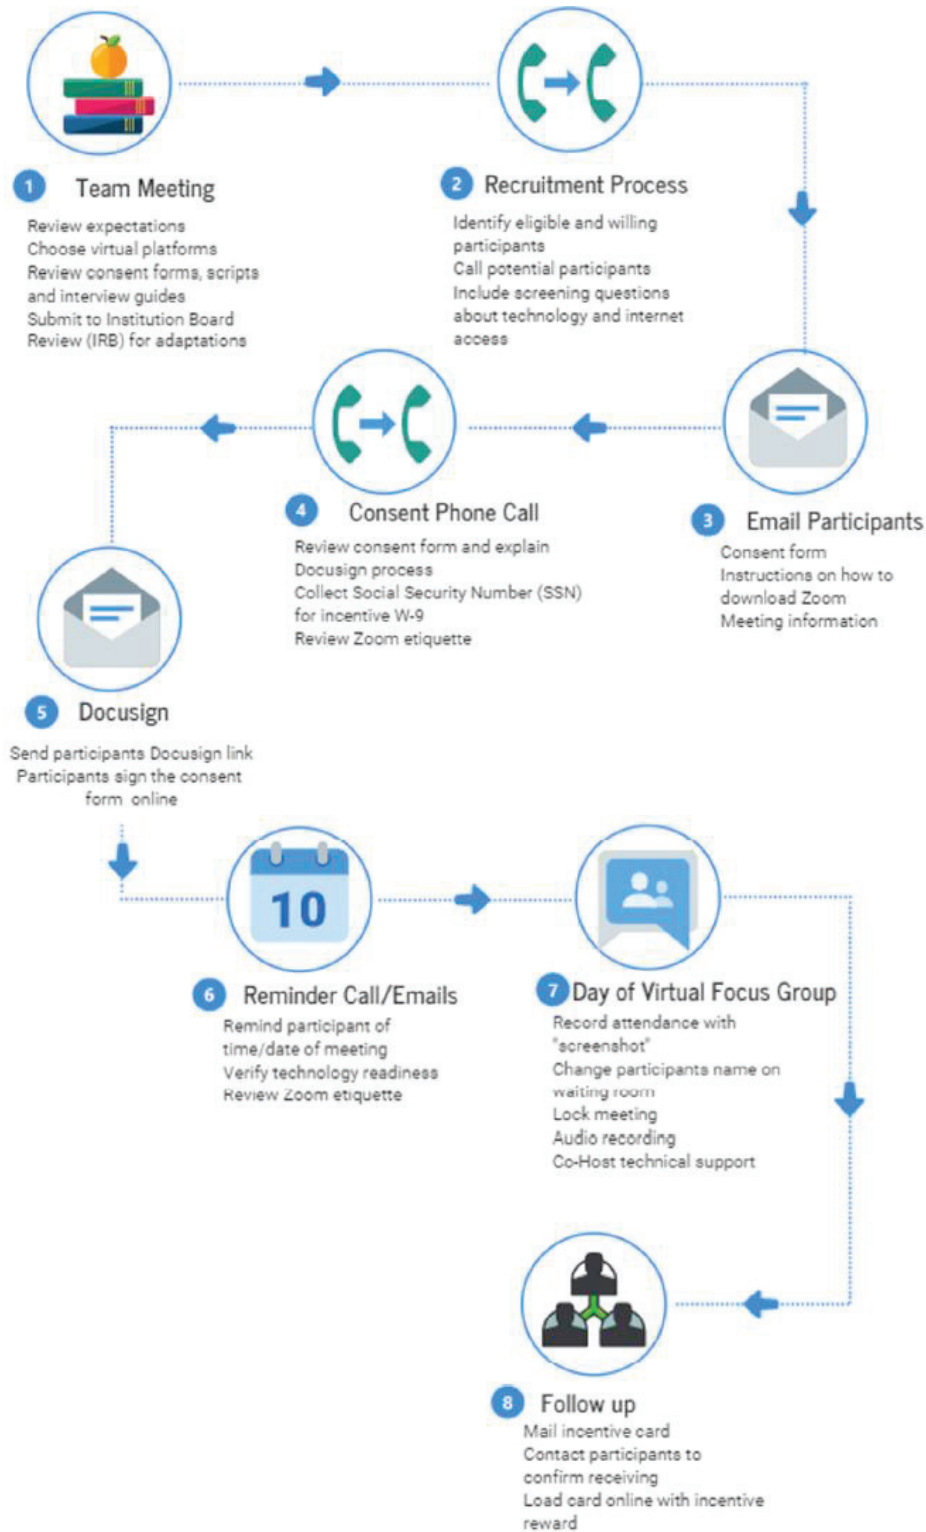 1 Team Meeting
Review expectations
Choose virtual platforms
Review consent forms, scripts
and interview guides
Submit to Institution Board
Review (IRB) for adaptations
2 Recruitment Process
Identify eligible and willing
participants
Call potential participants
Include screening questions
about technology and internet
access
3 Email Participants
Consent form
Instructions on how to
download Zoom
Meeting information
4 Consent Phone Call
Review consent form and explain
Docusign process
Collect Social Security Number (SSN)
for incentive W-9
Review Zoom etiquette
5 Docusign
Send participants Docusign link
Participants sign the consent
form online
10
6 Reminder Call/Emails
Remind participant of
time/date of meeting
Verify technology readiness
Review Zoom etiquette
7 Day of Virtual Focus Group
Record attendance with
"screenshot"
Change participants name on
waiting room
Lock meeting
Audio recording
Co-Host technical support
8 Follow up
Mail incentive card
Contact participants to
confirm receiving
Load card online with incentive
reward